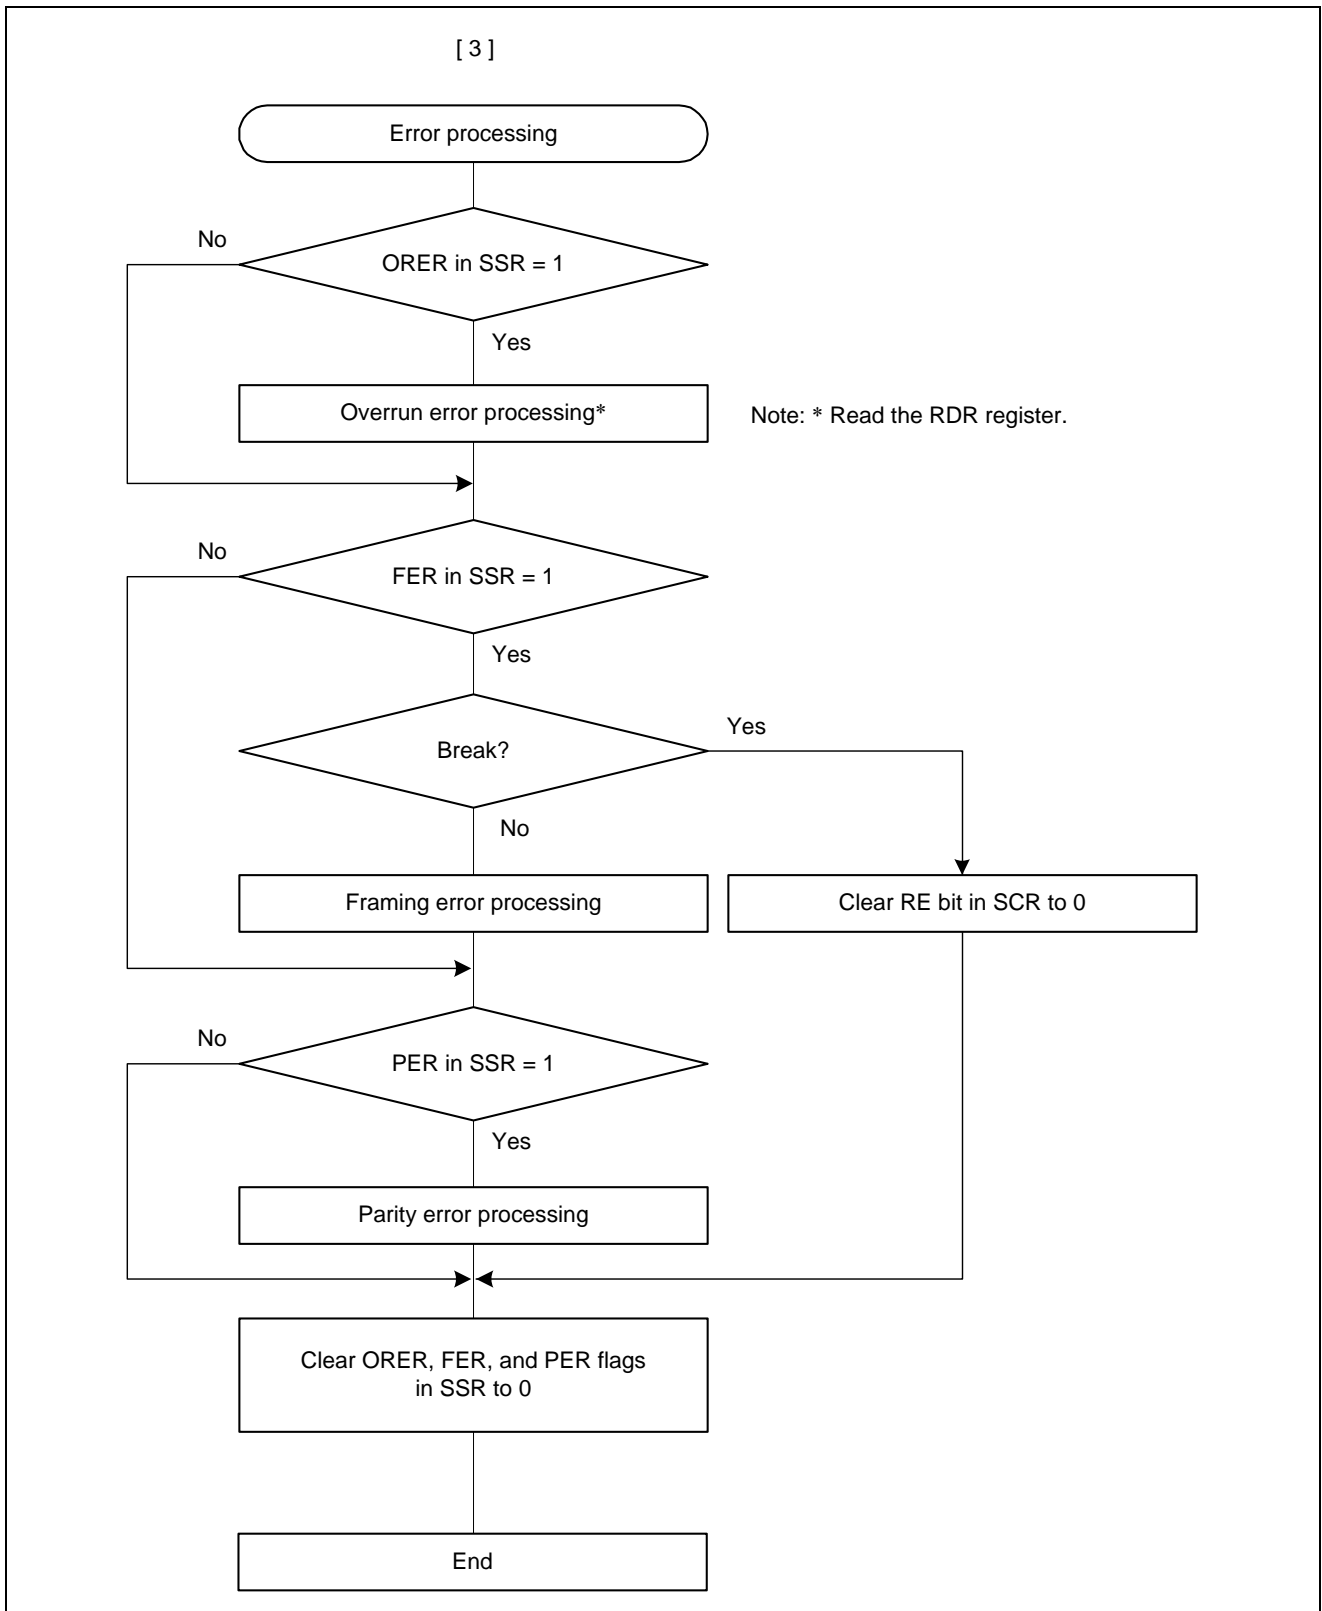 [ 3 ]
Error processing
No
ORER in SSR = 1
Yes
Overrun error processing*
Note: * Read the RDR register.
No
FER in SSR = 1
Yes
Break?
Yes
No
Framing error processing
Clear RE bit in SCR to 0
No
PER in SSR = 1
Yes
Parity error processing
Clear ORER, FER, and PER flags
in SSR to 0
End